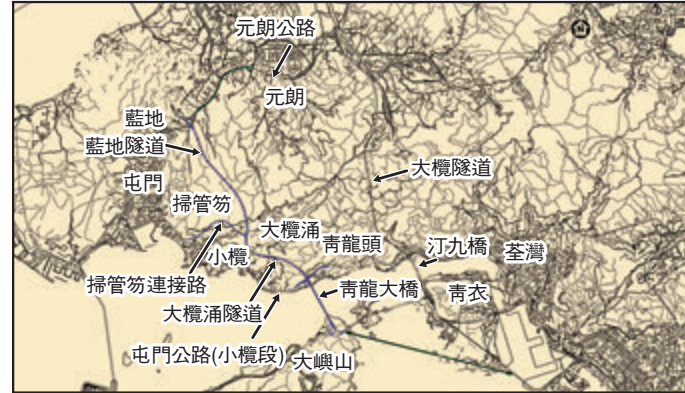 元朗公路
元朗
藍地
藍地隧道
大欖隧道
屯門
掃管笏
大欖涌
青龍頭
汀九橋
荃灣
小欖
掃管笏連接路
青龍大橋
青衣
大欖涌隧道
屯門公路(小欖段)
大嶼山